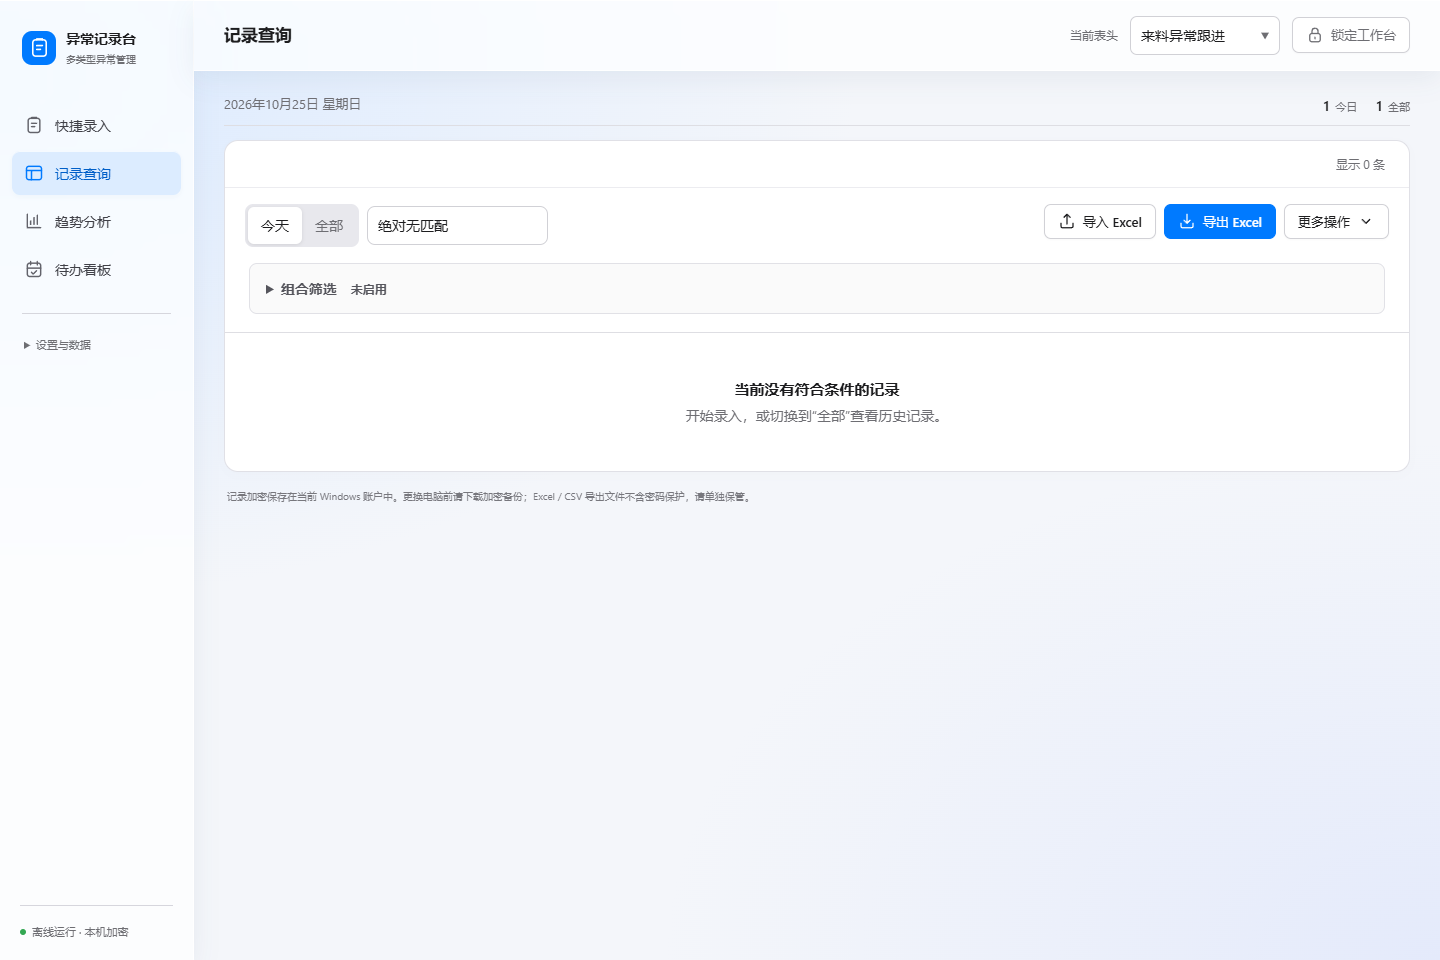 异常记录台
多类型异常管理
快捷录入
记录查询
趋势分析
待办看板
设置与数据
离线运行 · 本机加密
记录查询
当前表头
来料异常跟进
锁定工作台
2026年10月25日 星期日
1 今日 1 全部
显示 0 条
今天 全部
绝对无匹配
导入 Excel
导出 Excel
更多操作
组合筛选 未启用
当前没有符合条件的记录
开始录入，或切换到“全部”查看历史记录。
记录加密保存在当前 Windows 账户中。更换电脑前请下载加密备份；Excel / CSV 导出文件不含密码保护，请单独保管。